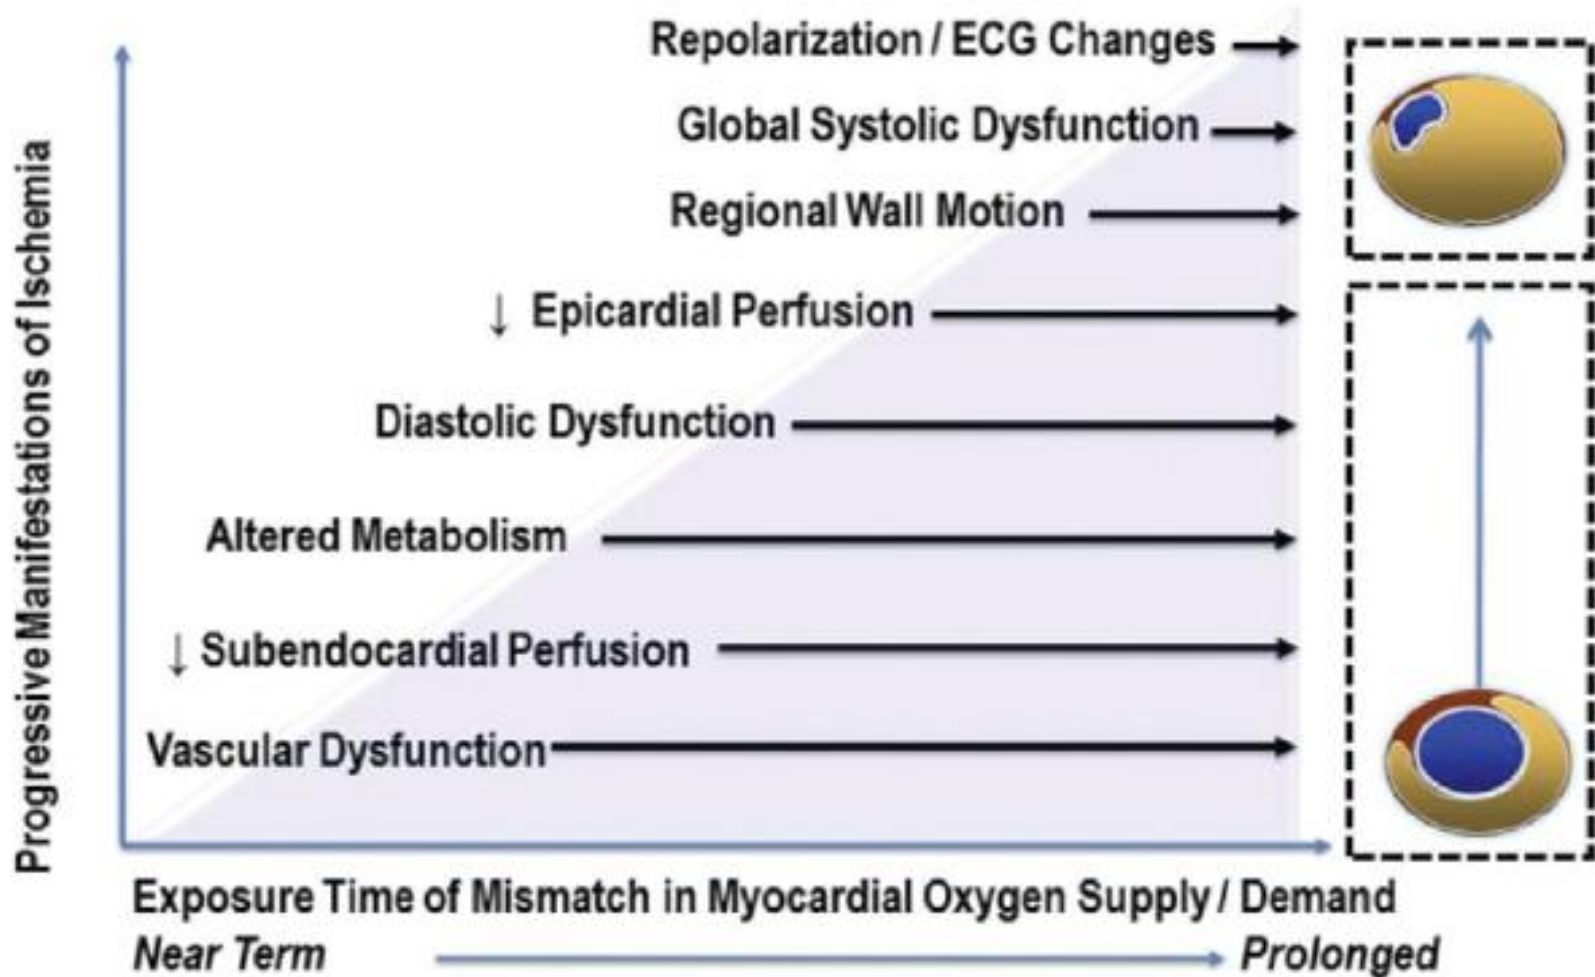 Progressive Manifestations of Ischemia
Repolarization / ECG Changes
Global Systolic Dysfunction
Regional Wall Motion
↓ Epicardial Perfusion
Diastolic Dysfunction
Altered Metabolism
↓ Subendocardial Perfusion
Vascular Dysfunction
Exposure Time of Mismatch in Myocardial Oxygen Supply / Demand
Near Term Prolonged